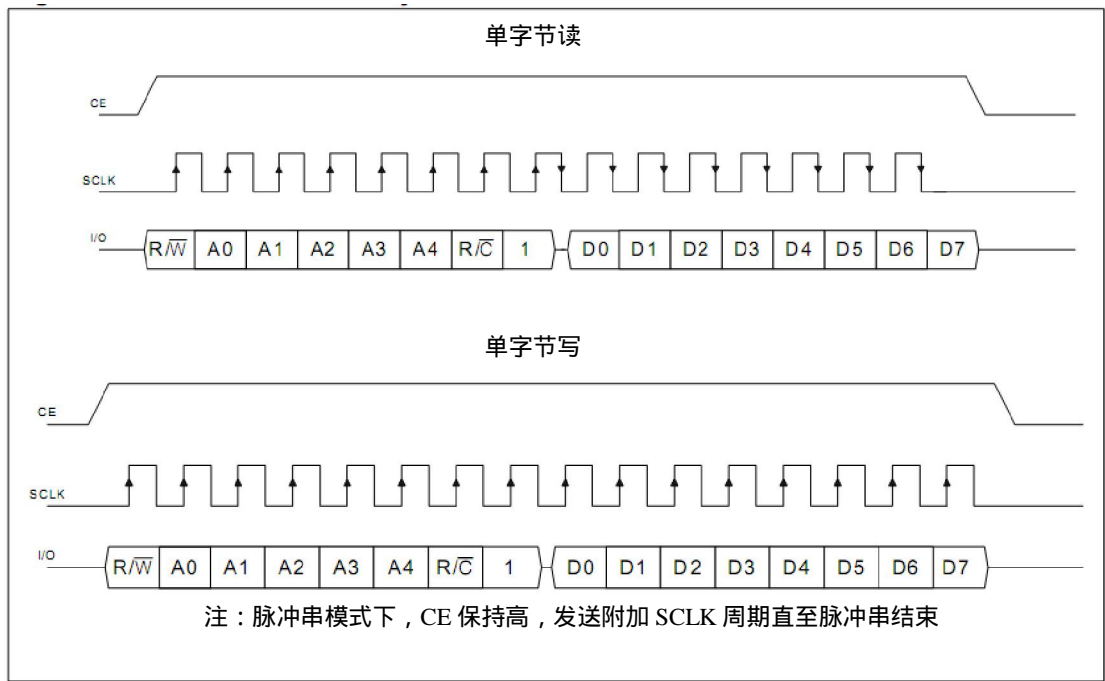 单字节读
CE
SCLK
I/O R/W̅ A0 A1 A2 A3 A4 R/C̅ 1 D0 D1 D2 D3 D4 D5 D6 D7
单字节写
CE
SCLK
I/O R/W̅ A0 A1 A2 A3 A4 R/C̅ 1 D0 D1 D2 D3 D4 D5 D6 D7
注：脉冲串模式下，CE 保持高，发送附加 SCLK 周期直至脉冲串结束